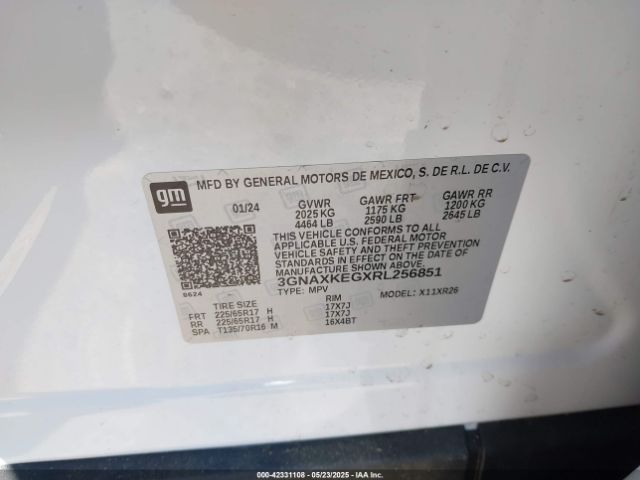 gm MFD BY GENERAL MOTORS DE MEXICO, S. DE R.L. DE C.V.
01/24 GVWR GAWR FRT GAWR RR
2025 KG 1175 KG 1200 KG
4464 LB 2590 LB 2645 LB
THIS VEHICLE CONFORMS TO ALL
APPLICABLE U.S. FEDERAL MOTOR
VEHICLE SAFETY AND THEFT PREVENTION
STANDARDS IN EFFECT ON THE DATE OF
MANUFACTURE SHOWN ABOVE.
3GNAXKEGXRL256851
9624 TYPE: MPV MODEL: X11XR26
TIRE SIZE RIM
FRT 225/65R17 H 17X7J
RR 225/65R17 H 17X7J
SPA T135/70R16 M 16X4BT
000-42331108 - 05/23/2025 - IAA, Inc.